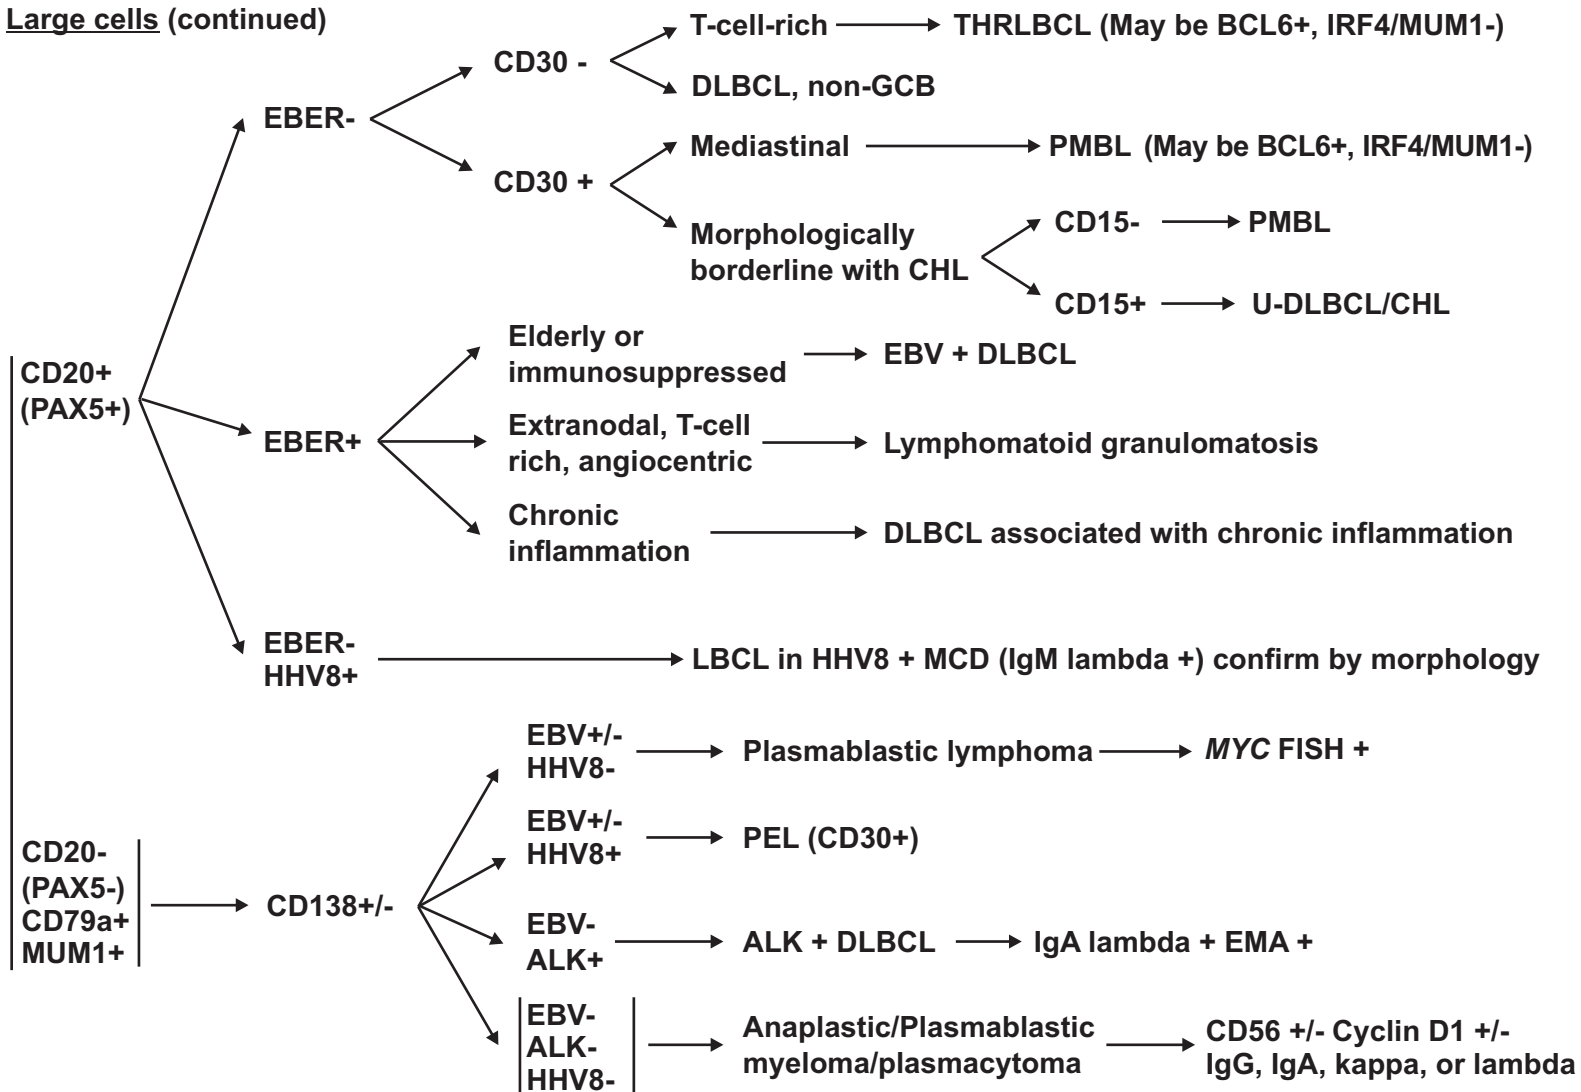 Large cells (continued)
T-cell-rich
THRLBCL (May be BCL6+, IRF4/MUM1-)
CD30 -
DLBCL, non-GCB
EBER-
Mediastinal
PMBL (May be BCL6+, IRF4/MUM1-)
CD30 +
Morphologically
borderline with CHL
CD15-
PMBL
CD15+
U-DLBCL/CHL
CD20+
(PAX5+)
Elderly or
immunosuppressed
EBV + DLBCL
EBER+
Extranodal, T-cell
rich, angiocentric
Lymphomatoid granulomatosis
Chronic
inflammation
DLBCL associated with chronic inflammation
EBER-
HHV8+
LBCL in HHV8 + MCD (IgM lambda +) confirm by morphology
EBV+/-
HHV8-
Plasmablastic lymphoma
MYC FISH +
EBV+/-
HHV8+
PEL (CD30+)
CD20-
(PAX5-)
CD79a+
MUM1+
CD138+/-
EBV-
ALK+
ALK + DLBCL
IgA lambda + EMA +
EBV-
ALK-
HHV8-
Anaplastic/Plasmablastic
myeloma/plasmacytoma
CD56 +/- Cyclin D1 +/-
IgG, IgA, kappa, or lambda